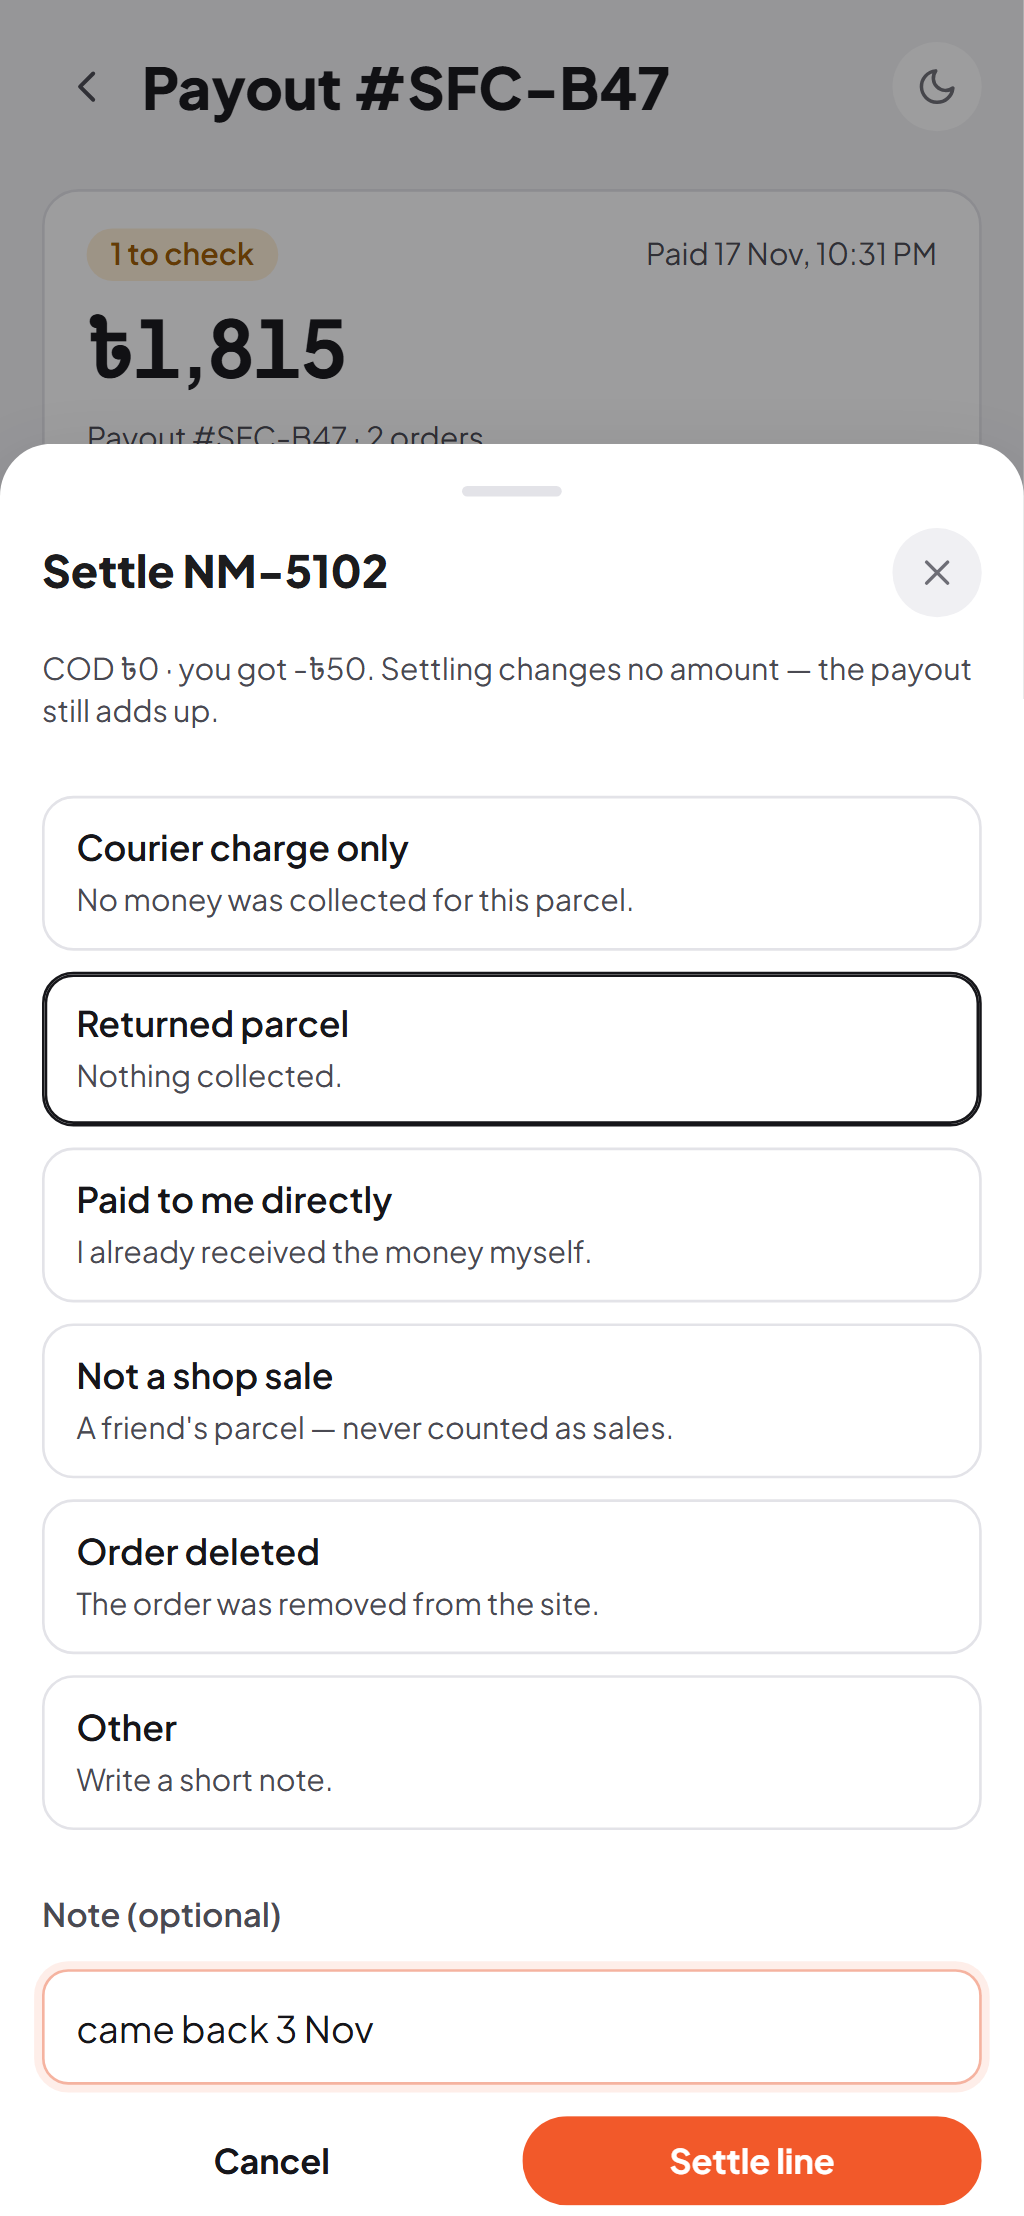 Payout #SFC-B47
1 to check
Paid 17 Nov, 10:31 PM
৳1,815
Payout #SFC-B47 · 2 orders
Settle NM-5102
COD ৳0 · you got -৳50. Settling changes no amount — the payout
still adds up.
Courier charge only
No money was collected for this parcel.
Returned parcel
Nothing collected.
Paid to me directly
I already received the money myself.
Not a shop sale
A friend's parcel — never counted as sales.
Order deleted
The order was removed from the site.
Other
Write a short note.
Note (optional)
came back 3 Nov
Cancel
Settle line